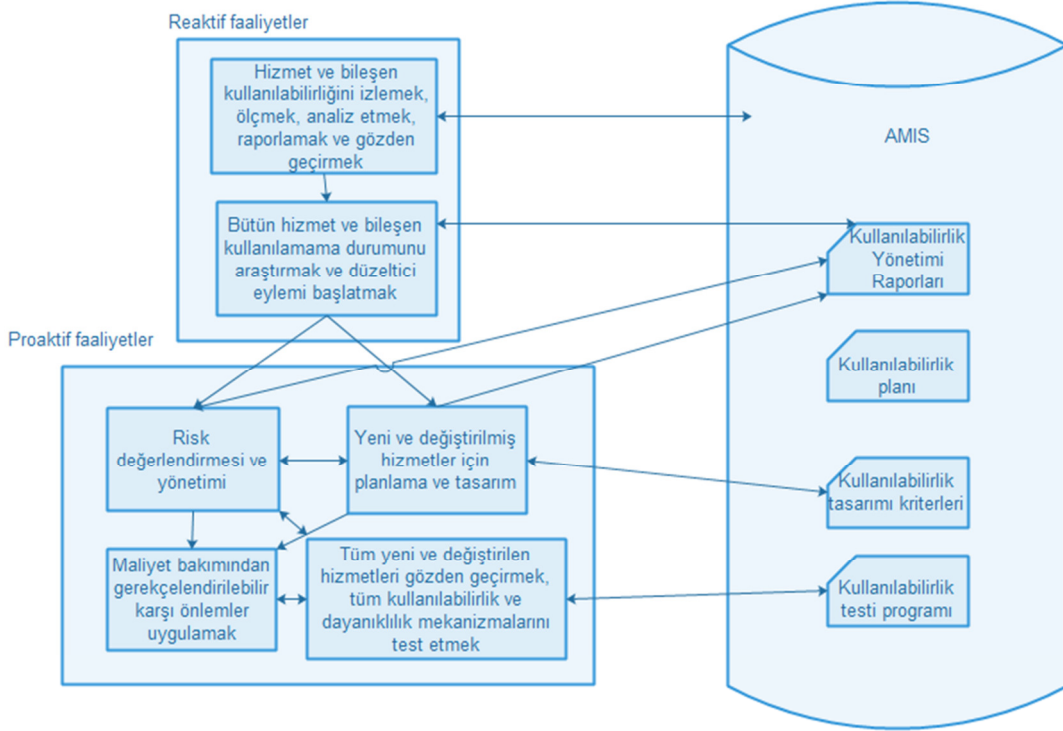 Reaktif faaliyetler
Hizmet ve bileşen
kullanılabilirliğini izlemek,
ölçmek, analiz etmek,
raporlamak ve gözden
geçirmek
Bütün hizmet ve bileşen
kullanılamama durumunu
araştırmak ve düzeltici
eylemi başlatmak
Proaktif faaliyetler
Risk
değerlendirmesi ve
yönetimi
Yeni ve değiştirilmiş
hizmetler için
planlama ve tasarım
Maliyet bakımından
gerekçelendirilebilir
karşı önlemler
uygulamak
Tüm yeni ve değiştirilen
hizmetleri gözden geçirmek,
tüm kullanılabilirlik ve
dayanıklılık mekanizmalarını
test etmek
AMIS
Kullanılabilirlik
Yönetimi
Raporları
Kullanılabilirlik
planı
Kullanılabilirlik
tasarımı kriterleri
Kullanılabilirlik
testi programı